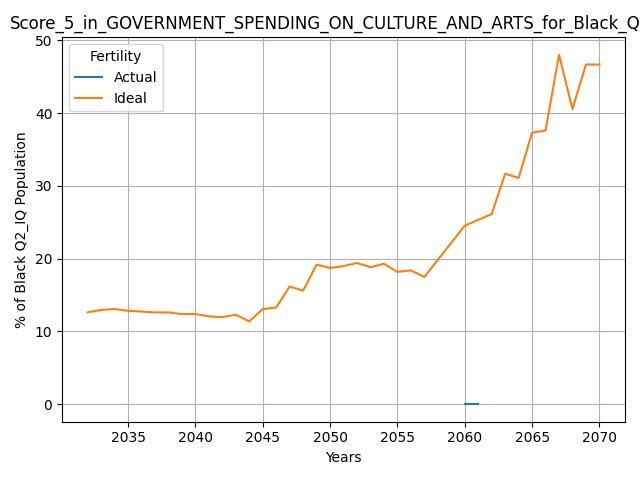 Score_5_in_GOVERNMENT_SPENDING_ON_CULTURE_AND_ARTS_for_Black_Q
Fertility
Actual
Ideal
50
40
30
20
10
0
% of Black Q2_IQ Population
2035 2040 2045 2050 2055 2060 2065 2070
Years